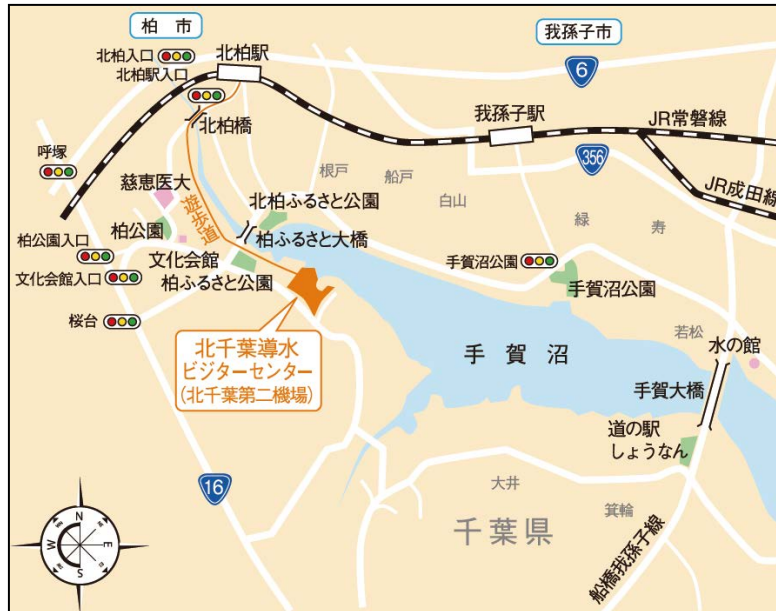 柏 市
我孫子市
北柏入口
北柏駅
北柏駅入口
6
北柏橋
我孫子駅
JR常磐線
呼塚
356
慈恵医大
根戸
船戸
白山
JR成田線
遊歩道
北柏ふるさと公園
柏公園
緑
寿
柏公園入口
柏ふるさと大橋
文化会館
手賀沼公園
文化会館入口
柏ふるさと公園
手賀沼公園
桜台
若松
北千葉導水
ビジターセンター
(北千葉第二機場)
手 賀 沼
水の館
手賀大橋
道の駅
しょうなん
16
大井
箕輪
千葉県
船橋我孫子線
N
W
E
S